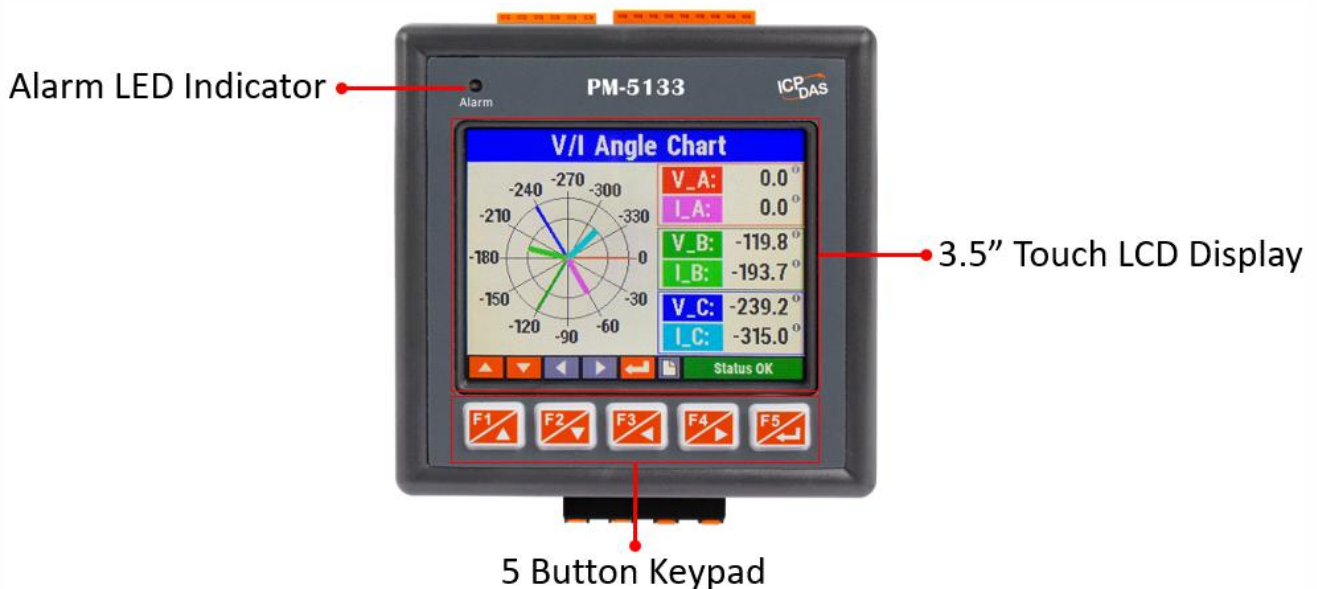 Alarm LED Indicator
Alarm
PM-5133
ICP DAS
V/I Angle Chart
-270
-240
-300
-210
-330
-180
0
-150
-30
-120
-60
-90
V_A: 0.0°
I_A: 0.0°
V_B: -119.8°
I_B: -193.7°
V_C: -239.2°
I_C: -315.0°
Status OK
3.5” Touch LCD Display
F1
F2
F3
F4
F5
5 Button Keypad